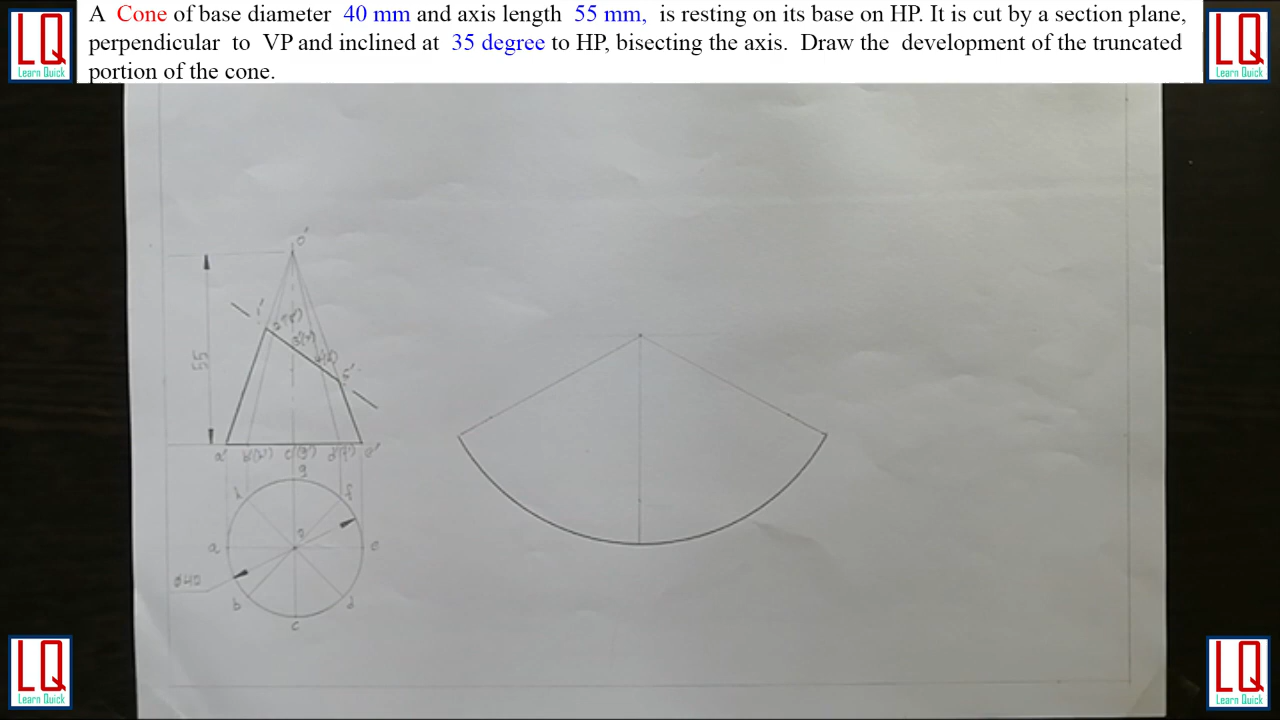 A Cone of base diameter 40 mm and axis length 55 mm, is resting on its base on HP. It is cut by a section plane,
perpendicular to VP and inclined at 35 degree to HP, bisecting the axis. Draw the development of the truncated
portion of the cone.
LQ
Learn Quick
LQ
Learn Quick
o'
1'
55
a' b'(h') c'(g') d'(f') e'
g
h f
a o e
ø40
b d
c
LQ
Learn Quick
LQ
Learn Quick